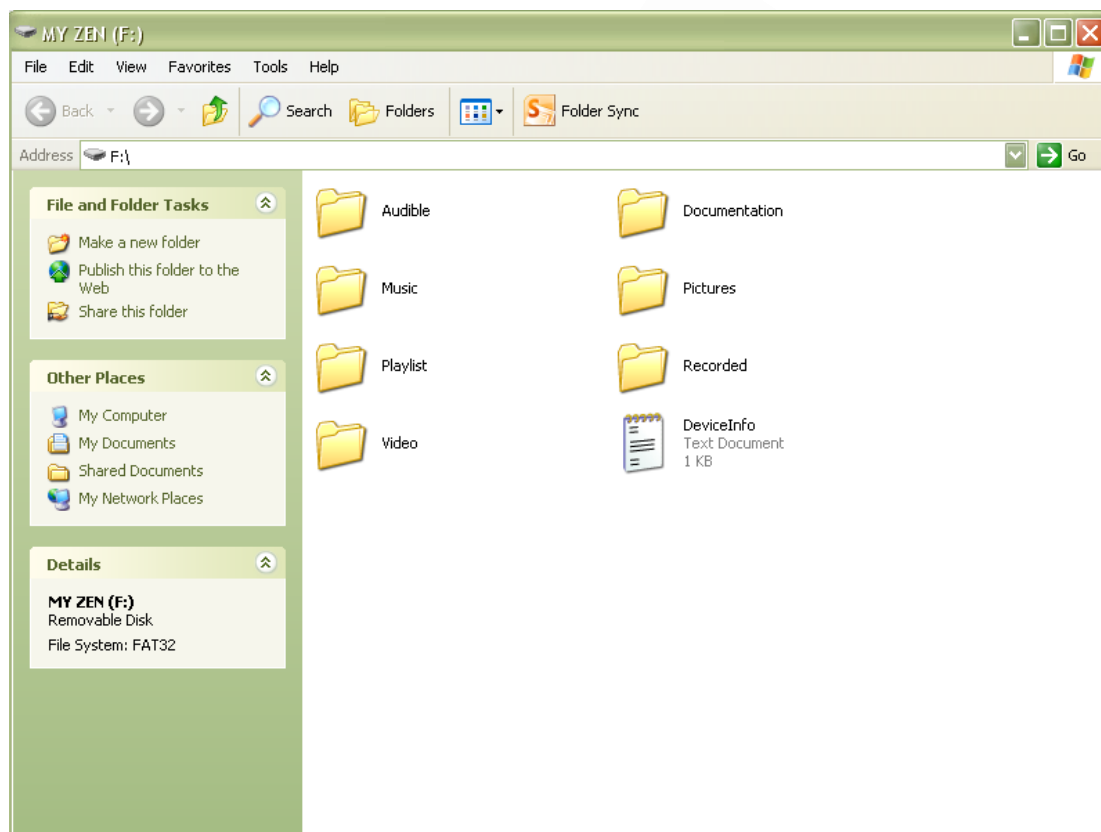 MY ZEN (F:)
File Edit View Favorites Tools Help
Back Search Folders Folder Sync
Address F:\ Go
File and Folder Tasks
Make a new folder
Publish this folder to the
Web
Share this folder
Other Places
My Computer
My Documents
Shared Documents
My Network Places
Details
MY ZEN (F:)
Removable Disk
File System: FAT32
Audible Documentation
Music Pictures
Playlist Recorded
Video DeviceInfo
Text Document
1 KB